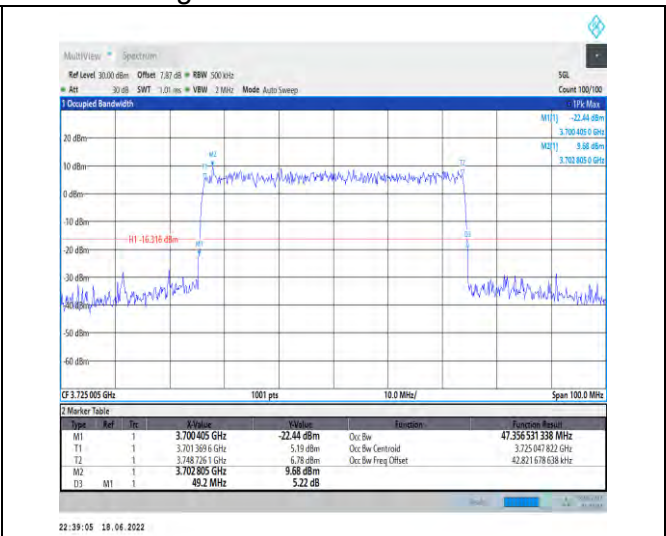 MultiView Spectrum
Ref Level 30.00 dBm Offset 7.87 dB RBW 500 kHz SGL
Att 30 dB SWT 1.01 ms VBW 2 MHz Mode Auto Sweep Count 100/100
1 Occupied Bandwidth 1Pk Max
M1[1] -22.44 dBm
3.700 405 0 GHz
M2[1] 9.68 dBm
3.702 805 0 GHz
20 dBm
M2
10 dBm
T1 T2
0 dBm
-10 dBm
H1 -16.316 dBm D3
M1
-20 dBm
-30 dBm
-40 dBm
-50 dBm
-60 dBm
CF 3.725 005 GHz 1001 pts 10.0 MHz/ Span 100.0 MHz
2 Marker Table
Type Ref Trc X-Value Y-Value Function Function Result
M1 1 3.700 405 GHz -22.44 dBm Occ Bw 47.356 531 338 MHz
T1 1 3.701 369 6 GHz 5.19 dBm Occ Bw Centroid 3.725 047 822 GHz
T2 1 3.748 726 1 GHz 6.78 dBm Occ Bw Freq Offset 42.821 678 638 kHz
M2 1 3.702 805 GHz 9.68 dBm
D3 M1 1 49.2 MHz 5.22 dB
22:39:05 18.06.2022